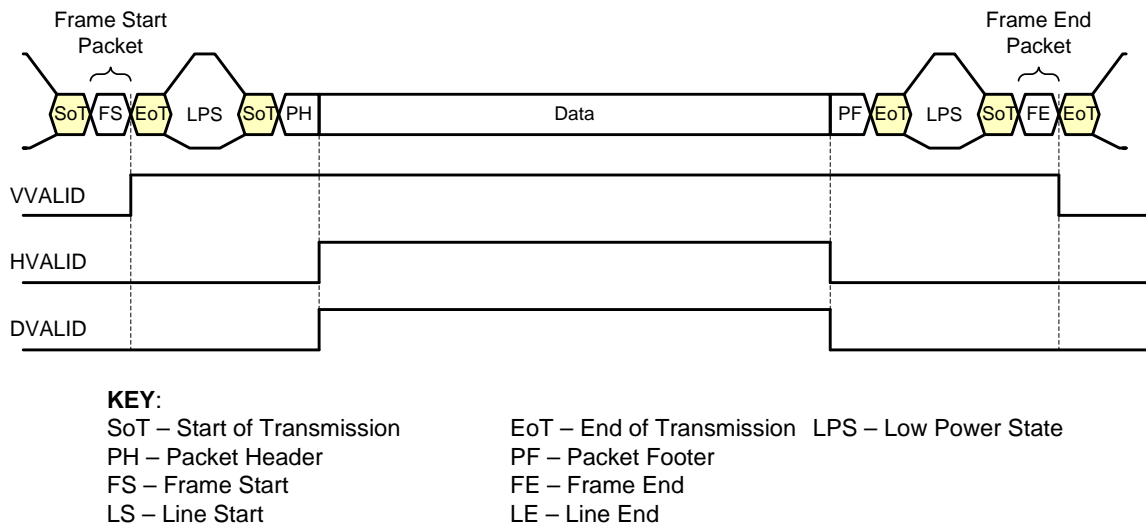 Frame Start
Packet
Frame End
Packet
SoT FS EoT LPS SoT PH Data PF EoT LPS SoT FE EoT
VVALID
HVALID
DVALID
KEY:
SoT – Start of Transmission EoT – End of Transmission LPS – Low Power State
PH – Packet Header PF – Packet Footer
FS – Frame Start FE – Frame End
LS – Line Start LE – Line End